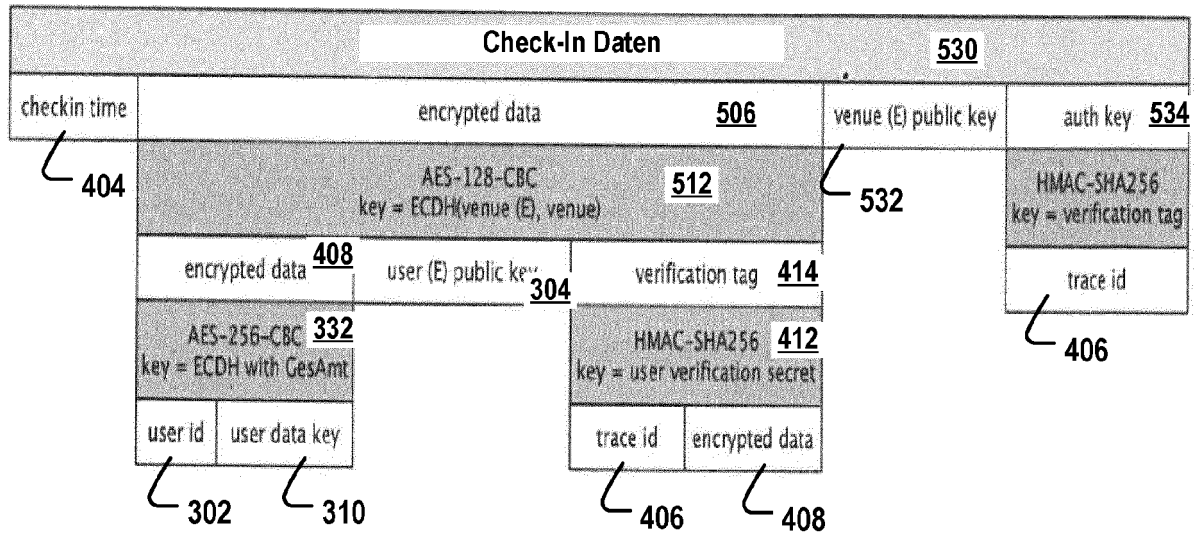 Check-In Daten 530
checkin time
encrypted data 506
venue (E) public key
auth key 534
404
AES-128-CBC 512
key = ECDH(venue (E), venue)
532
HMAC-SHA256
key = verification tag
encrypted data 408
user (E) public key 304
verification tag 414
trace id
AES-256-CBC 332
key = ECDH with GesAmt
HMAC-SHA256 412
key = user verification secret
406
user id
user data key
trace id
encrypted data
302
310
406
408